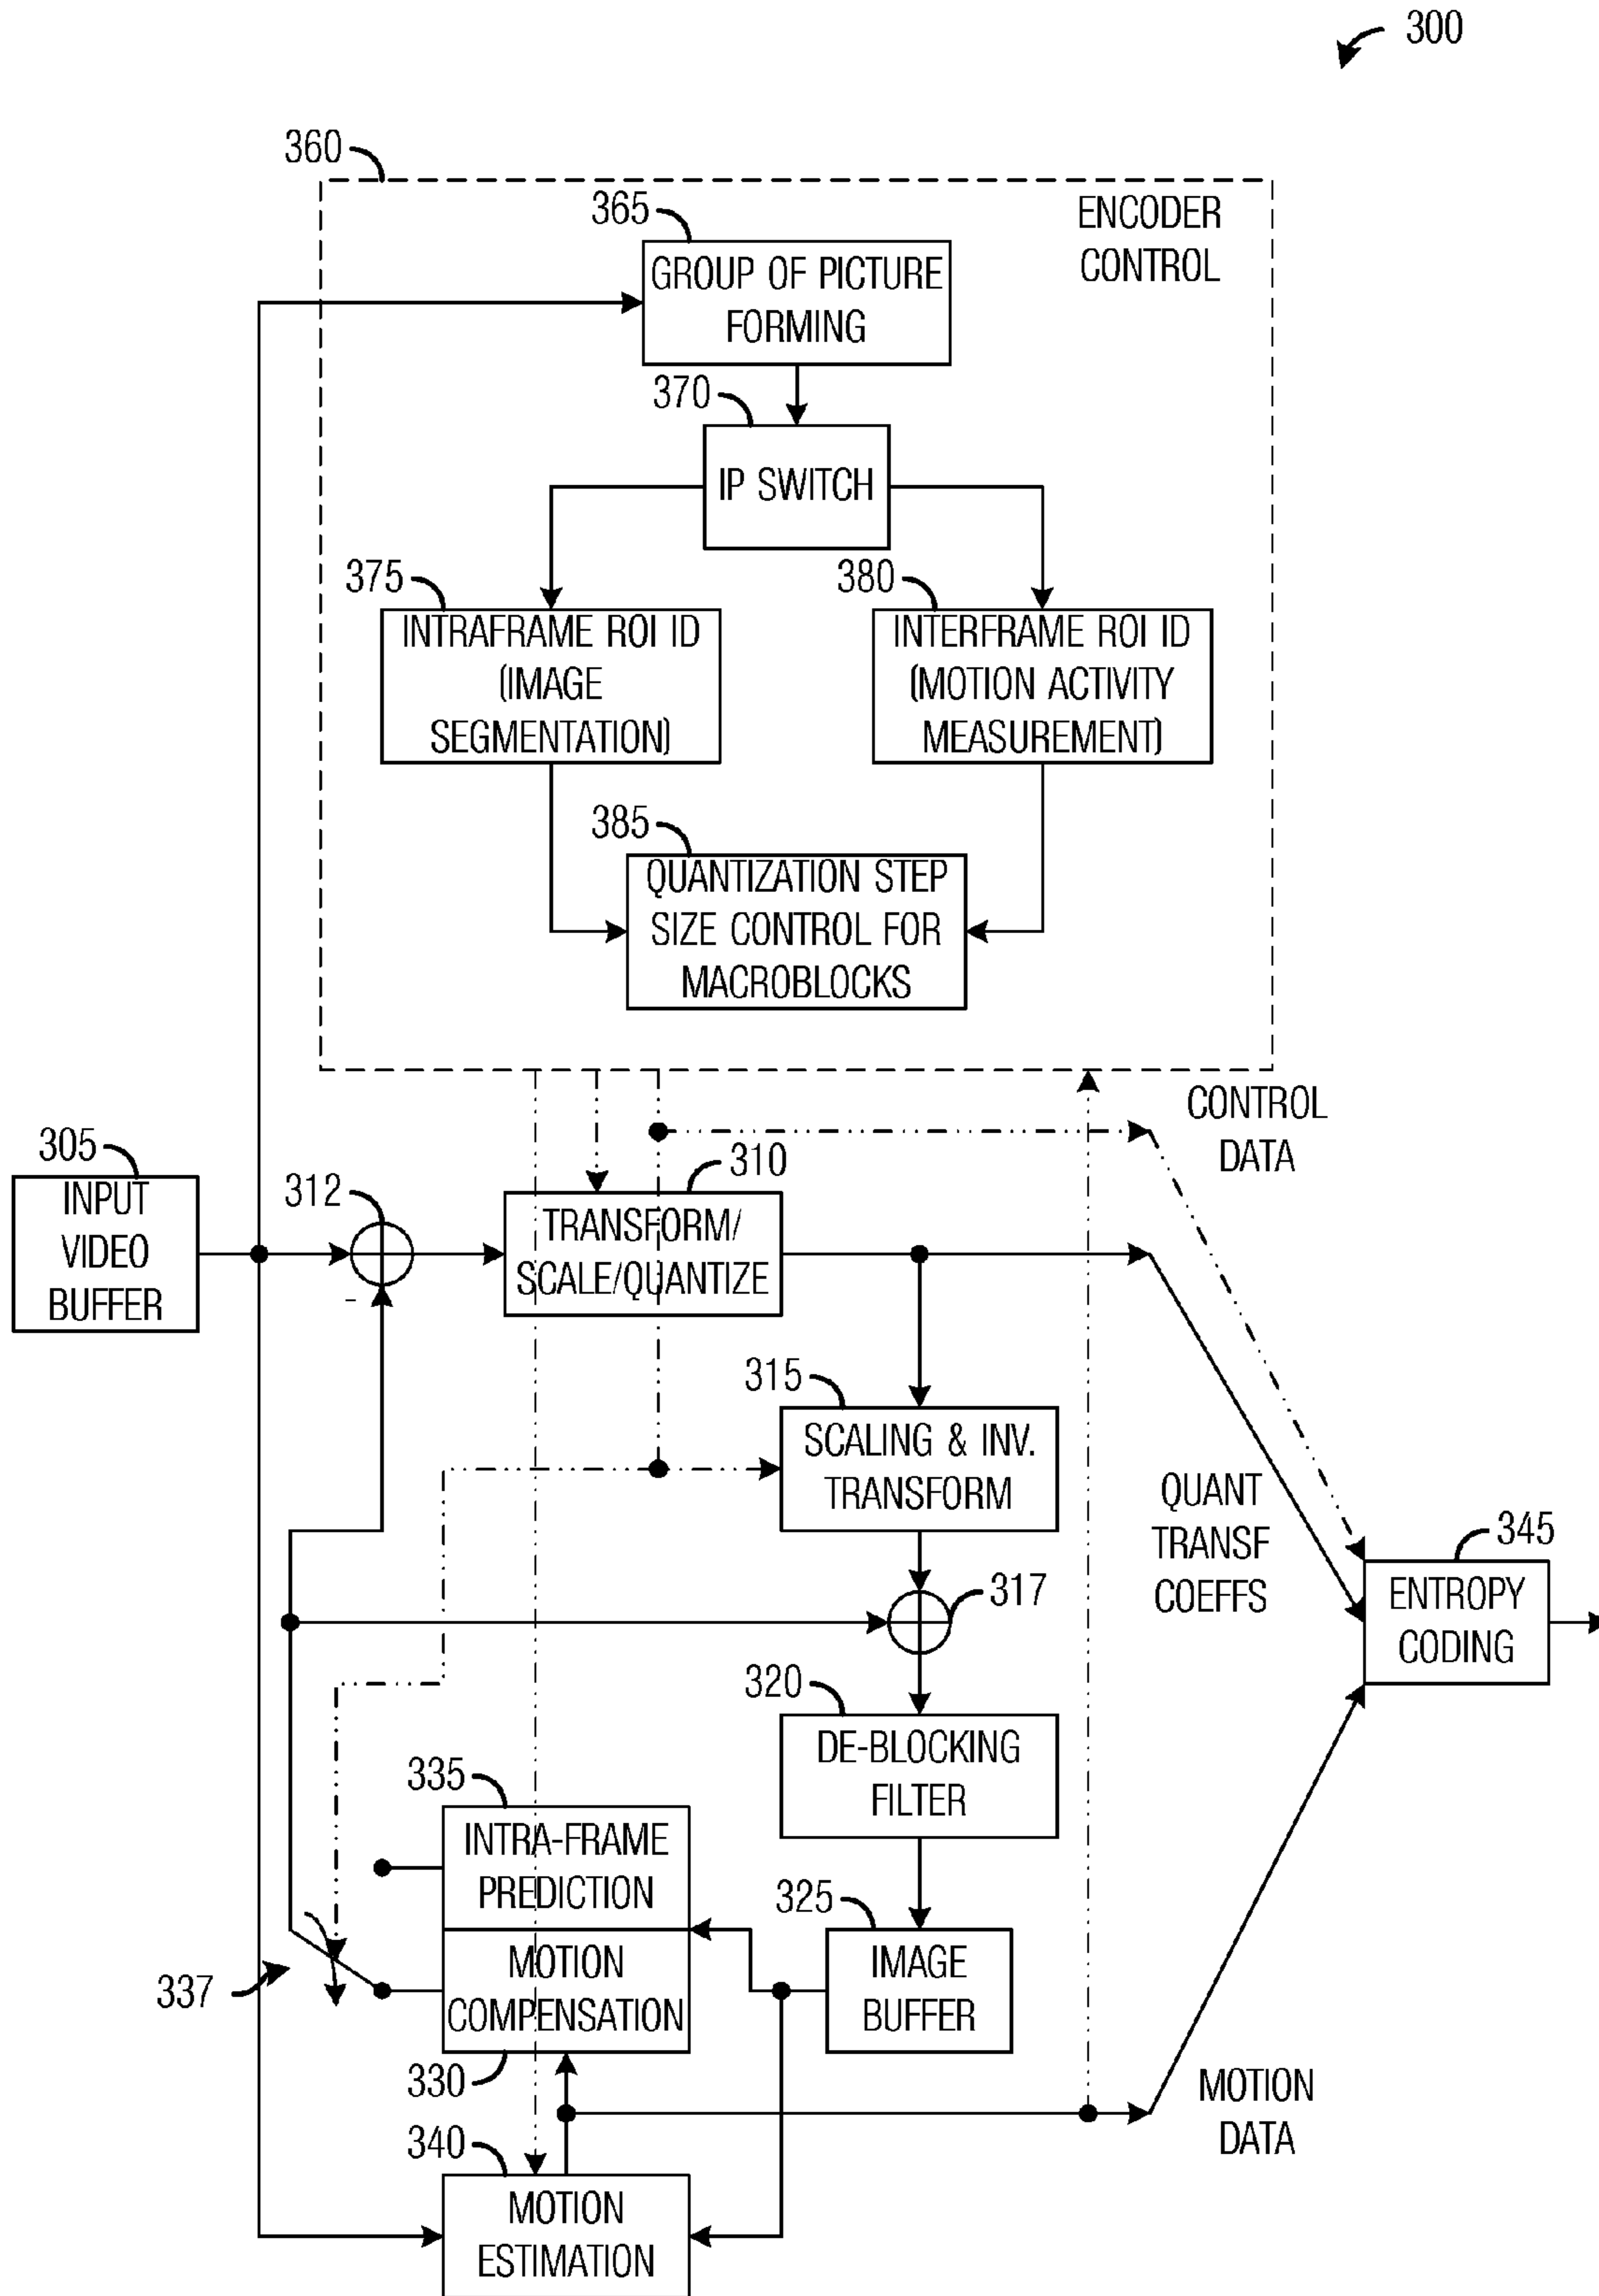 300
360
ENCODER
CONTROL
365
GROUP OF PICTURE
FORMING
370
IP SWITCH
375
INTRAFRAME ROI ID
(IMAGE
SEGMENTATION)
380
INTERFRAME ROI ID
(MOTION ACTIVITY
MEASUREMENT)
385
QUANTIZATION STEP
SIZE CONTROL FOR
MACROBLOCKS
CONTROL
DATA
305
INPUT
VIDEO
BUFFER
312
-
310
TRANSFORM/
SCALE/QUANTIZE
315
SCALING & INV.
TRANSFORM
QUANT
TRANSF
COEFFS
345
ENTROPY
CODING
317
320
DE-BLOCKING
FILTER
335
INTRA-FRAME
PREDICTION
325
IMAGE
BUFFER
337
MOTION
COMPENSATION
330
MOTION
DATA
340
MOTION
ESTIMATION